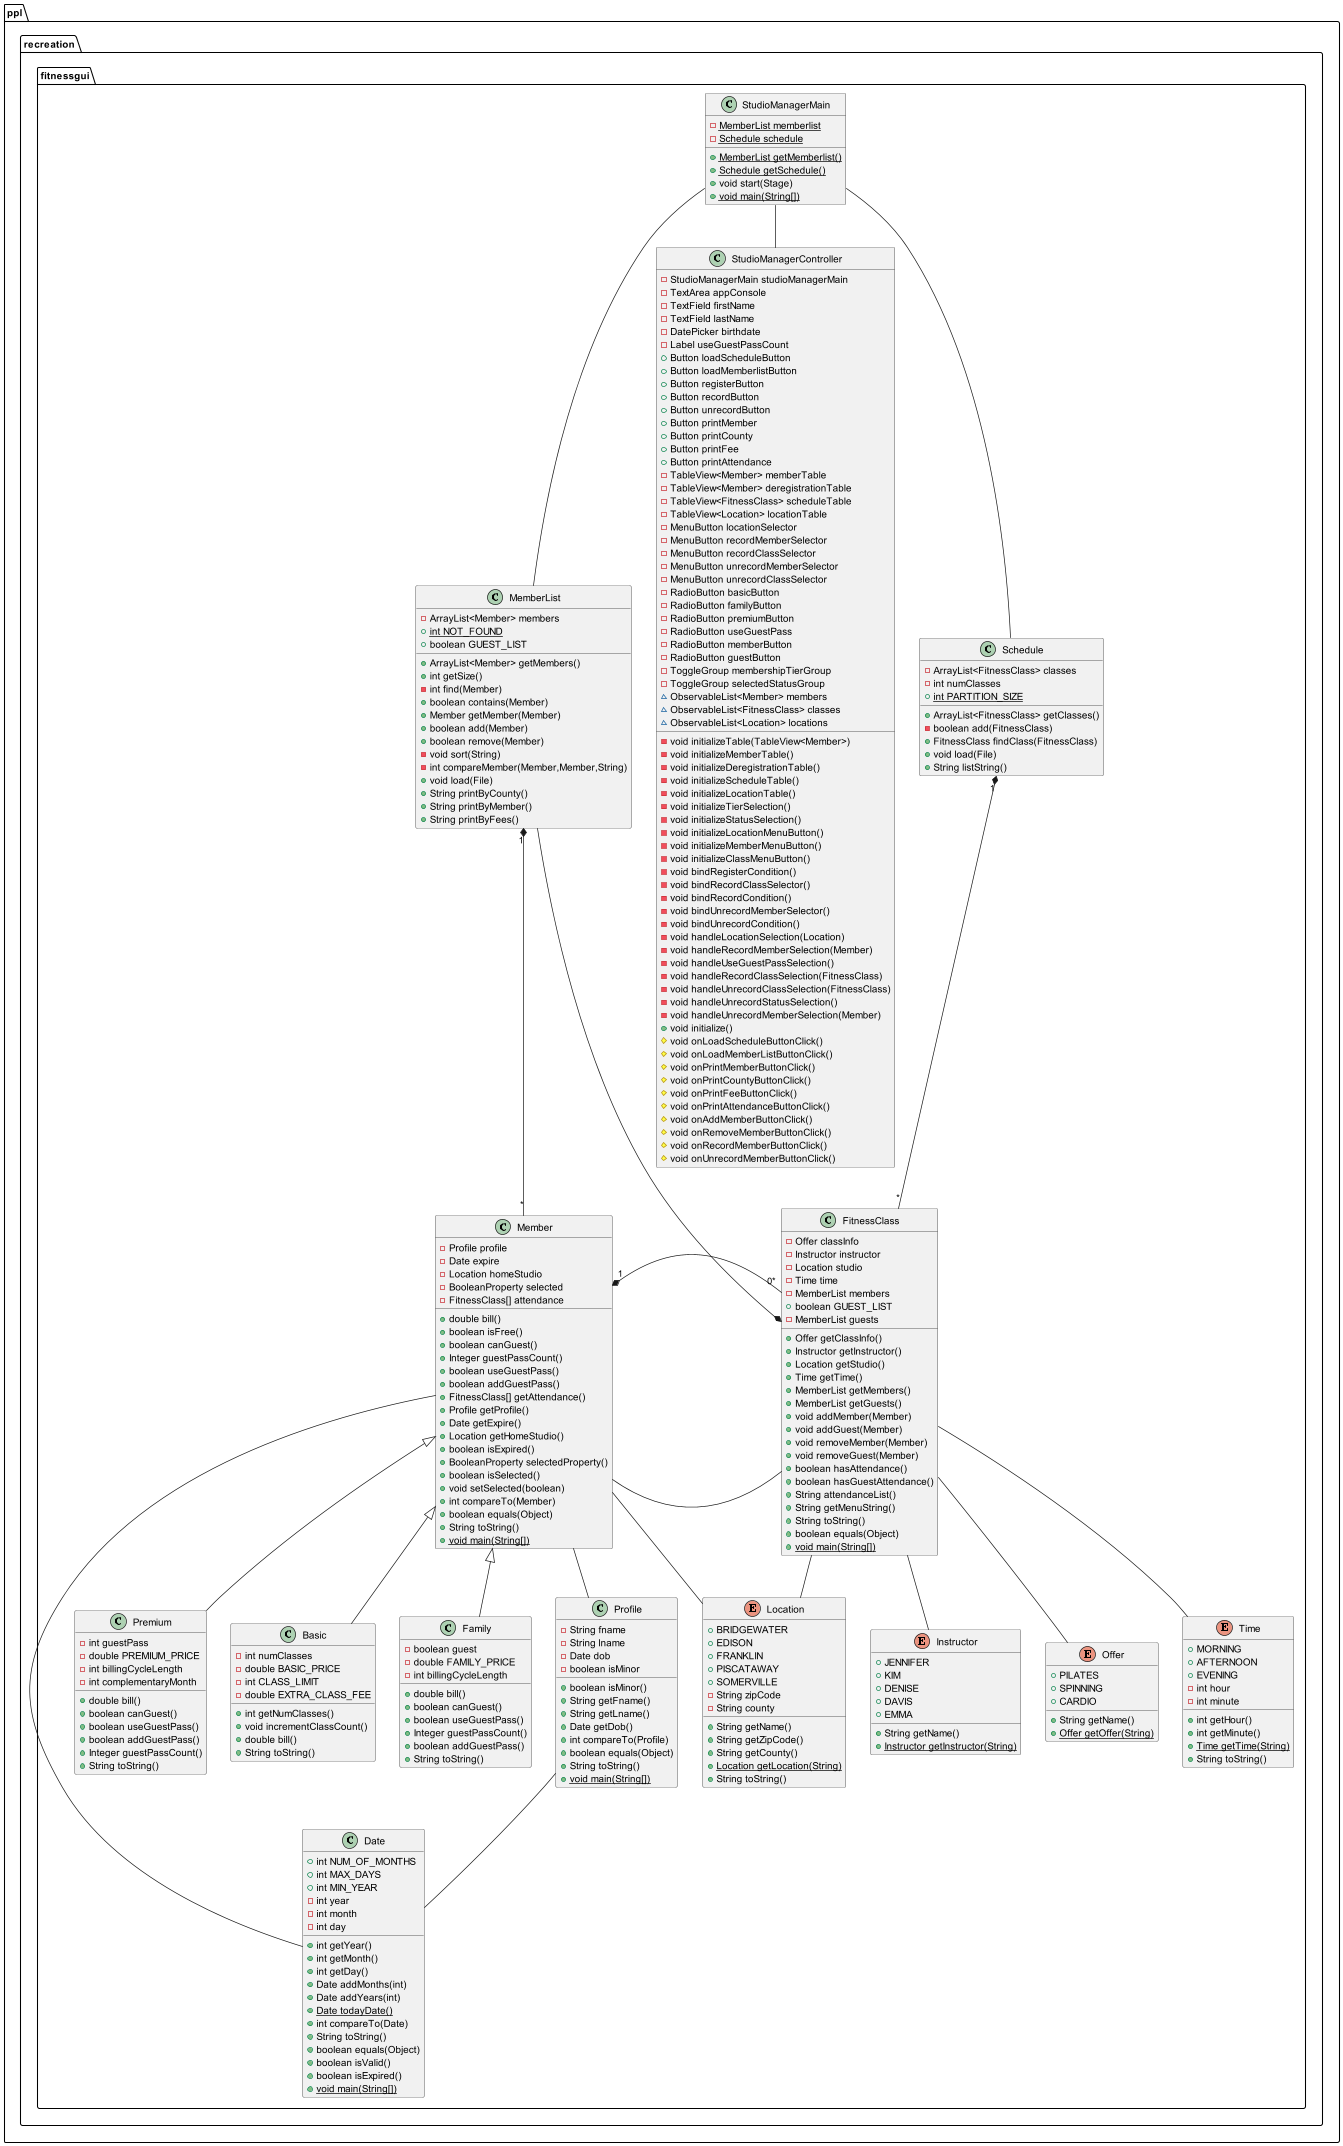 ppl
recreation
fitnessgui
C StudioManagerMain
MemberList memberlist
Schedule schedule
MemberList getMemberlist()
Schedule getSchedule()
void start(Stage)
void main(String[])
C StudioManagerController
StudioManagerMain studioManagerMain
TextArea appConsole
TextField firstName
TextField lastName
DatePicker birthdate
Label useGuestPassCount
Button loadScheduleButton
Button loadMemberlistButton
Button registerButton
Button recordButton
Button unrecordButton
Button printMember
Button printCounty
Button printFee
Button printAttendance
TableView<Member> memberTable
TableView<Member> deregistrationTable
TableView<FitnessClass> scheduleTable
TableView<Location> locationTable
MenuButton locationSelector
MenuButton recordMemberSelector
MenuButton recordClassSelector
MenuButton unrecordMemberSelector
MenuButton unrecordClassSelector
RadioButton basicButton
RadioButton familyButton
RadioButton premiumButton
RadioButton useGuestPass
RadioButton memberButton
RadioButton guestButton
ToggleGroup membershipTierGroup
ToggleGroup selectedStatusGroup
ObservableList<Member> members
ObservableList<FitnessClass> classes
ObservableList<Location> locations
void initializeTable(TableView<Member>)
void initializeMemberTable()
void initializeDeregistrationTable()
void initializeScheduleTable()
void initializeLocationTable()
void initializeTierSelection()
void initializeStatusSelection()
void initializeLocationMenuButton()
void initializeMemberMenuButton()
void initializeClassMenuButton()
void bindRegisterCondition()
void bindRecordClassSelector()
void bindRecordCondition()
void bindUnrecordMemberSelector()
void bindUnrecordCondition()
void handleLocationSelection(Location)
void handleRecordMemberSelection(Member)
void handleUseGuestPassSelection()
void handleRecordClassSelection(FitnessClass)
void handleUnrecordClassSelection(FitnessClass)
void handleUnrecordStatusSelection()
void handleUnrecordMemberSelection(Member)
void initialize()
void onLoadScheduleButtonClick()
void onLoadMemberListButtonClick()
void onPrintMemberButtonClick()
void onPrintCountyButtonClick()
void onPrintFeeButtonClick()
void onPrintAttendanceButtonClick()
void onAddMemberButtonClick()
void onRemoveMemberButtonClick()
void onRecordMemberButtonClick()
void onUnrecordMemberButtonClick()
C MemberList
ArrayList<Member> members
int NOT_FOUND
boolean GUEST_LIST
ArrayList<Member> getMembers()
int getSize()
int find(Member)
boolean contains(Member)
Member getMember(Member)
boolean add(Member)
boolean remove(Member)
void sort(String)
int compareMember(Member,Member,String)
void load(File)
String printByCounty()
String printByMember()
String printByFees()
1
*
C Schedule
ArrayList<FitnessClass> classes
int numClasses
int PARTITION_SIZE
ArrayList<FitnessClass> getClasses()
boolean add(FitnessClass)
FitnessClass findClass(FitnessClass)
void load(File)
String listString()
1
*
C Member
Profile profile
Date expire
Location homeStudio
BooleanProperty selected
FitnessClass[] attendance
double bill()
boolean isFree()
boolean canGuest()
Integer guestPassCount()
boolean useGuestPass()
boolean addGuestPass()
FitnessClass[] getAttendance()
Profile getProfile()
Date getExpire()
Location getHomeStudio()
boolean isExpired()
BooleanProperty selectedProperty()
boolean isSelected()
void setSelected(boolean)
int compareTo(Member)
boolean equals(Object)
String toString()
void main(String[])
1
0*
C FitnessClass
Offer classInfo
Instructor instructor
Location studio
Time time
MemberList members
boolean GUEST_LIST
MemberList guests
Offer getClassInfo()
Instructor getInstructor()
Location getStudio()
Time getTime()
MemberList getMembers()
MemberList getGuests()
void addMember(Member)
void addGuest(Member)
void removeMember(Member)
void removeGuest(Member)
boolean hasAttendance()
boolean hasGuestAttendance()
String attendanceList()
String getMenuString()
String toString()
boolean equals(Object)
void main(String[])
C Premium
int guestPass
double PREMIUM_PRICE
int billingCycleLength
int complementaryMonth
double bill()
boolean canGuest()
boolean useGuestPass()
boolean addGuestPass()
Integer guestPassCount()
String toString()
C Basic
int numClasses
double BASIC_PRICE
int CLASS_LIMIT
double EXTRA_CLASS_FEE
int getNumClasses()
void incrementClassCount()
double bill()
String toString()
C Family
boolean guest
double FAMILY_PRICE
int billingCycleLength
double bill()
boolean canGuest()
boolean useGuestPass()
Integer guestPassCount()
boolean addGuestPass()
String toString()
C Profile
String fname
String lname
Date dob
boolean isMinor
boolean isMinor()
String getFname()
String getLname()
Date getDob()
int compareTo(Profile)
boolean equals(Object)
String toString()
void main(String[])
E Location
BRIDGEWATER
EDISON
FRANKLIN
PISCATAWAY
SOMERVILLE
String zipCode
String county
String getName()
String getZipCode()
String getCounty()
Location getLocation(String)
String toString()
E Instructor
JENNIFER
KIM
DENISE
DAVIS
EMMA
String getName()
Instructor getInstructor(String)
E Offer
PILATES
SPINNING
CARDIO
String getName()
Offer getOffer(String)
E Time
MORNING
AFTERNOON
EVENING
int hour
int minute
int getHour()
int getMinute()
Time getTime(String)
String toString()
C Date
int NUM_OF_MONTHS
int MAX_DAYS
int MIN_YEAR
int year
int month
int day
int getYear()
int getMonth()
int getDay()
Date addMonths(int)
Date addYears(int)
Date todayDate()
int compareTo(Date)
String toString()
boolean equals(Object)
boolean isValid()
boolean isExpired()
void main(String[])